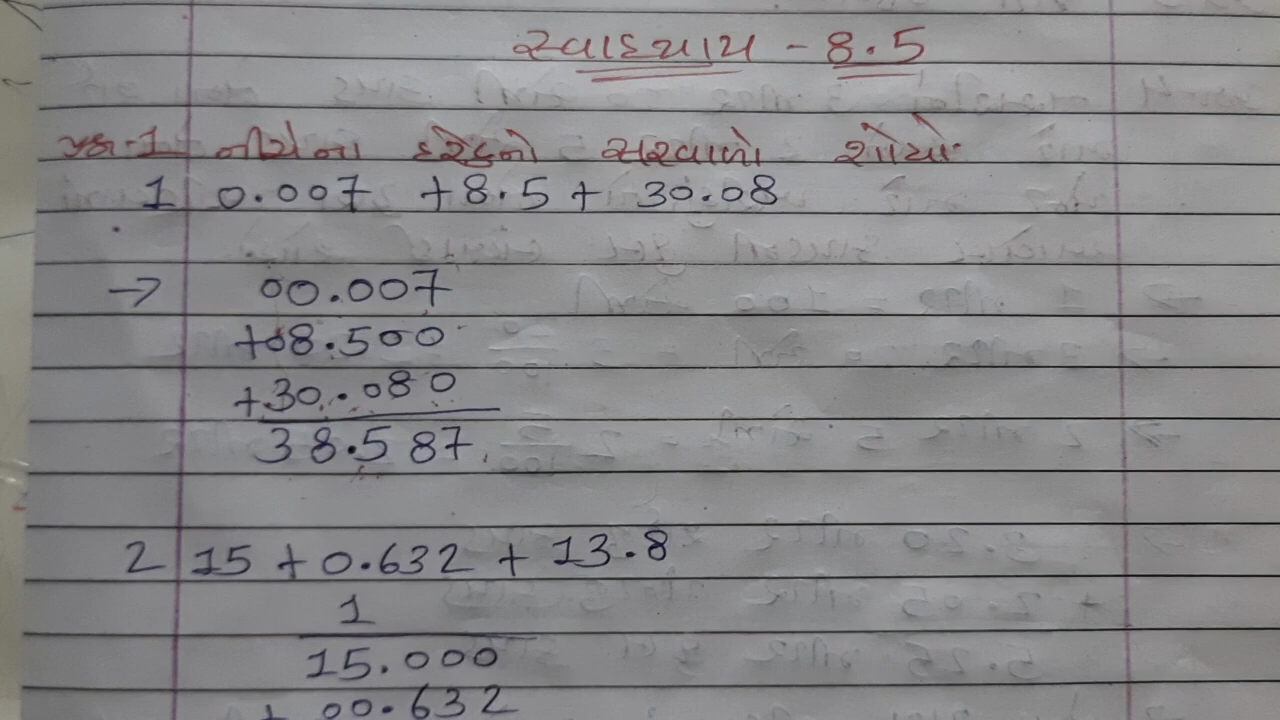 સ્વાધ્યાય - 8.5
પ્રશ્ન-1 નીચેના દરેકનો સરવાળો શોધો
1 0.007 + 8.5 + 30.08
→ 00.007
+08.500
+30.080
38.587
2 15 + 0.632 + 13.8
1
15.000
+ 00.632